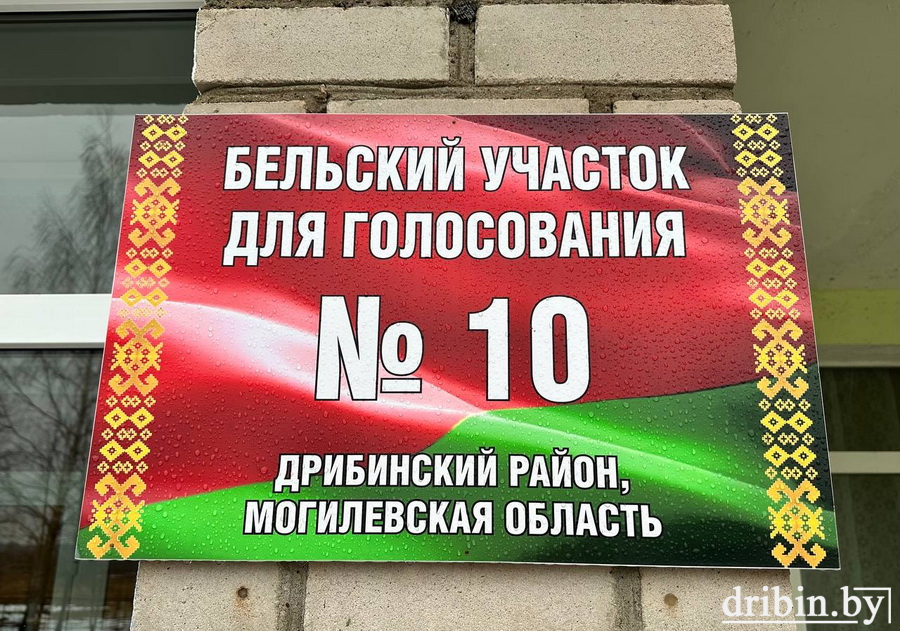 БЕЛЬСКИЙ УЧАСТОК
ДЛЯ ГОЛОСОВАНИЯ
№ 10
ДРИБИНСКИЙ РАЙОН,
МОГИЛЕВСКАЯ ОБЛАСТЬ
dribin.by